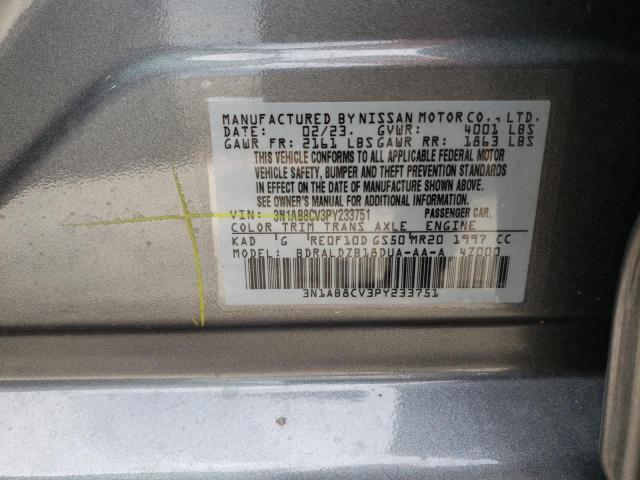 MANUFACTURED BY NISSAN MOTOR CO., LTD.
DATE: 02/23. GVWR: 4001 LBS
GAWR FR: 2161 LBS GAWR RR: 1863 LBS
THIS VEHICLE CONFORMS TO ALL APPLICABLE FEDERAL MOTOR
VEHICLE SAFETY, BUMPER AND THEFT PREVENTION STANDARDS
IN EFFECT ON THE DATE OF MANUFACTURE SHOWN ABOVE.
SEE OWNER'S MANUAL ADDITIONAL INFORMATION.
VIN: 3N1AB8CV3PY233751 PASSENGER CAR.
COLOR TRIM TRANS AXLE ENGINE
KAD G RE0F10D GS50 MR20 1997 CC
MODEL: BDRALDZB18DUA-AA-A 4Z000
3N1AB8CV3PY233751